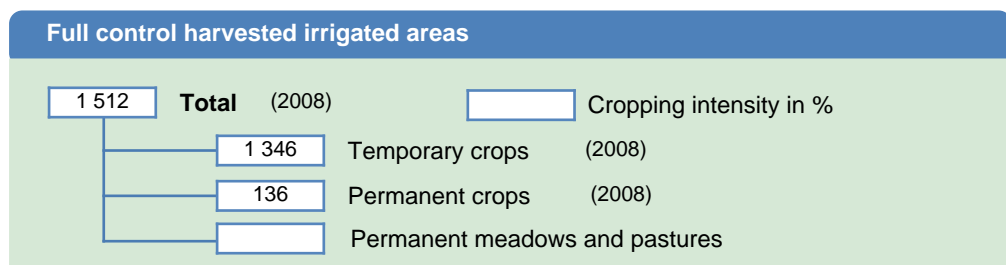 Full control harvested irrigated areas
1 512 Total (2008) Cropping intensity in %
1 346 Temporary crops (2008)
136 Permanent crops (2008)
Permanent meadows and pastures